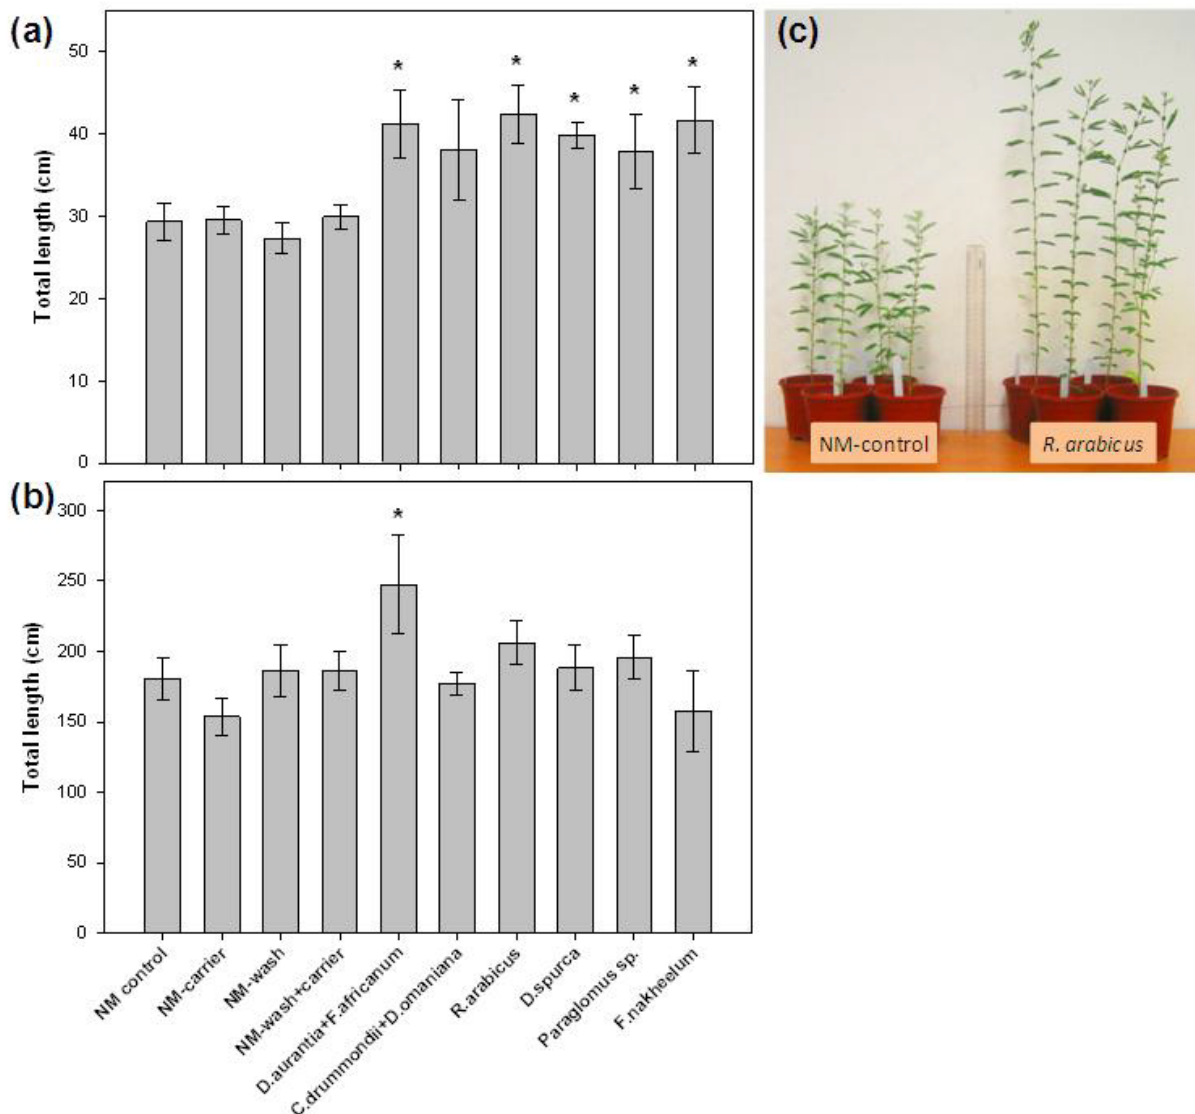 (a)
Total length (cm)
50
40
30
20
10
0
*
*
*
*
*
(c)
NM-control
R. arabicus
(b)
Total length (cm)
300
250
200
150
100
50
0
*
NM control
NM-carrier
NM-wash
NM-wash+carrier
D.aurantia+F.africanum
C.drummondii+D.omaniana
R.arabicus
D.spurca
Paraglomus sp.
F.nakheelum